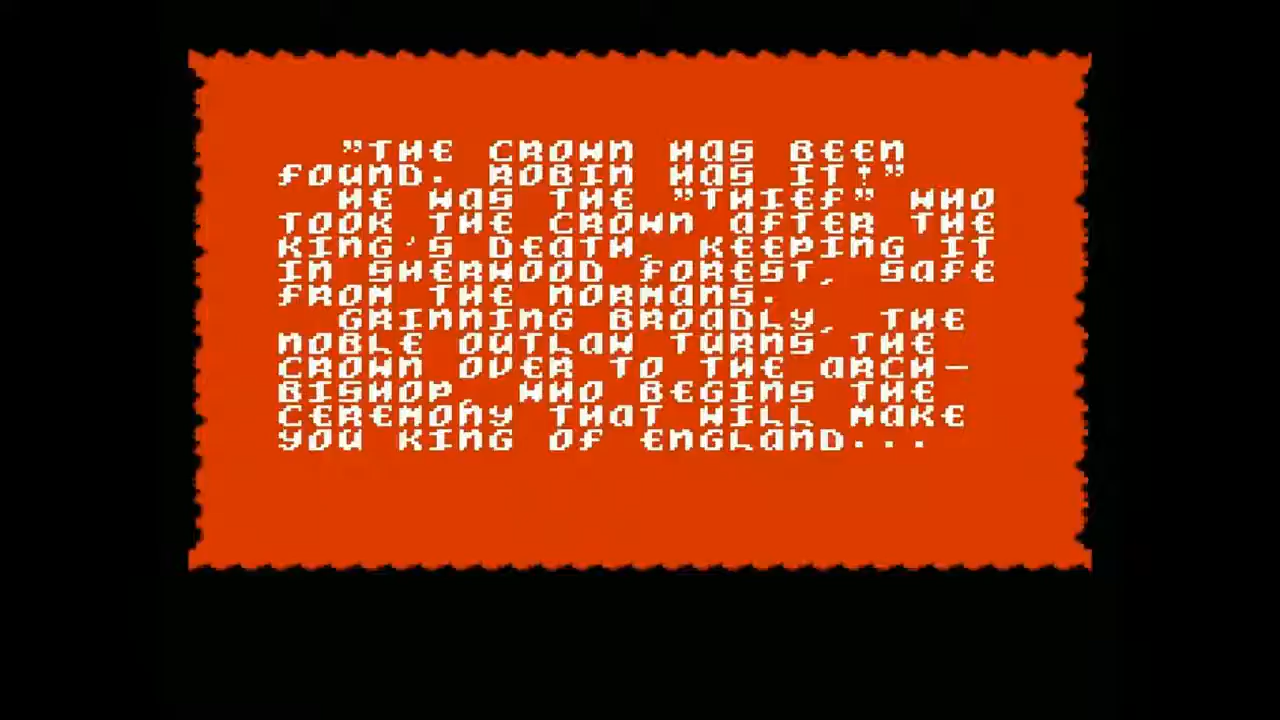 "THE CROWN HAS BEEN
FOUND. ROBIN HAS IT!"
HE WAS THE "THIEF" WHO
TOOK THE CROWN AFTER THE
KING'S DEATH, KEEPING IT
IN SHERWOOD FOREST, SAFE
FROM THE NORMANS.
GRINNING BROADLY, THE
NOBLE OUTLAW TURNS THE
CROWN OVER TO THE ARCH-
BISHOP, WHO BEGINS THE
CEREMONY THAT WILL MAKE
YOU KING OF ENGLAND...